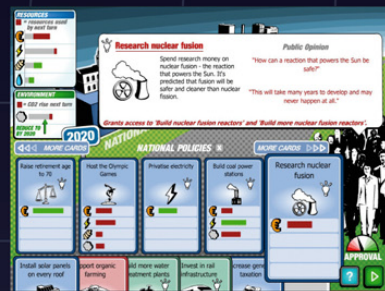 RESOURCES
= resources used
by next turn
ENVIRONMENT
= CO2 rise next turn
REDUCE TO
BY 2020
Research nuclear fusion
Spend research money on
nuclear fusion - the reaction
that powers the Sun. It's
predicted that fusion will be
safer and cleaner than nuclear
fission.
Public Opinion
"How can a reaction that powers the Sun be
safe?"
"This will take many years to develop and may
never happen at all."
Grants access to 'Build nuclear fusion reactors' and 'Build more nuclear fusion reactors'.
2020
NATIONAL
MORE CARDS
NATIONAL POLICIES
MORE CARDS
Raise retirement age
to 70
Host the Olympic
Games
Privatise electricity
Build coal power
stations
Research nuclear
fusion
APPROVAL
Install solar panels
on every roof
pport organic
farming
ild more water
eatment plants
Invest in rail
infrastructure
crease gene
taxation
?